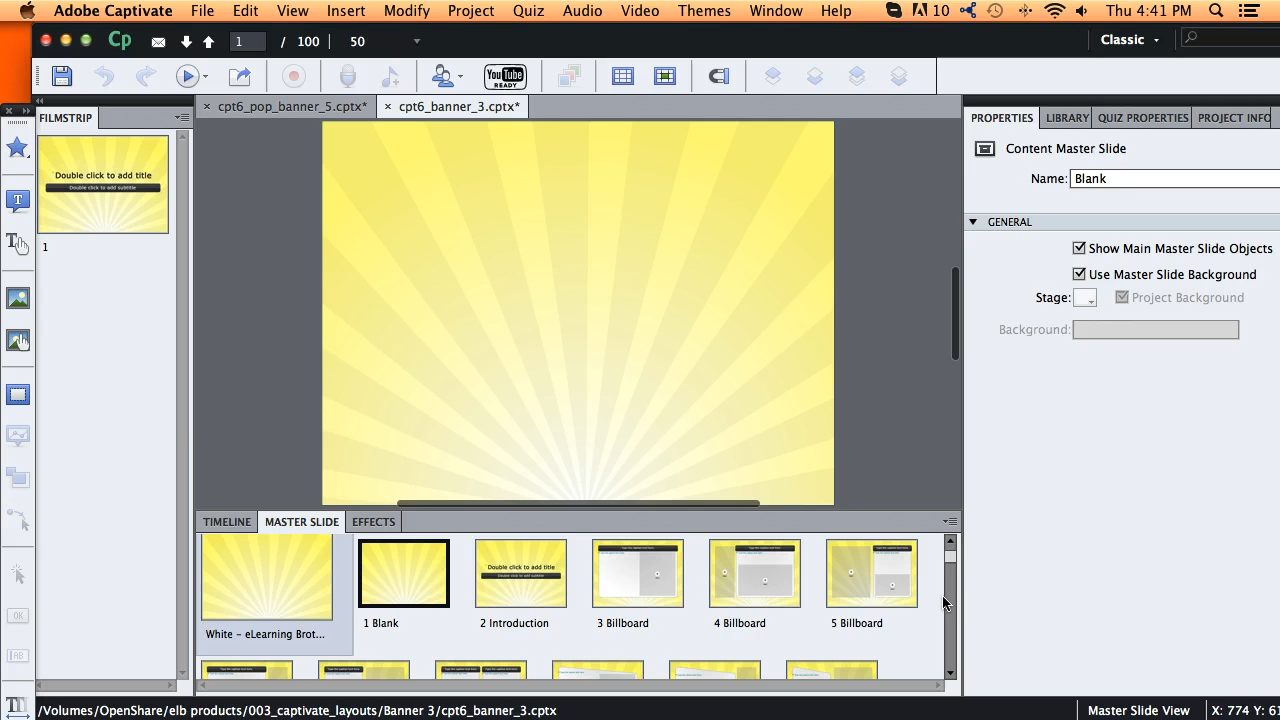 Adobe Captivate File Edit View Insert Modify Project Quiz Audio Video Themes Window Help 10 Thu 4:41 PM
Cp 1 / 100 50 Classic
YouTube READY
cpt6_pop_banner_5.cptx* cpt6_banner_3.cptx*
FILMSTRIP
Double click to add title
Double click to add subtitle
1
PROPERTIES LIBRARY QUIZ PROPERTIES PROJECT INFO
Content Master Slide
Name: Blank
GENERAL
Show Main Master Slide Objects
Use Master Slide Background
Stage: Project Background
Background:
TIMELINE MASTER SLIDE EFFECTS
Double click to add title
Double click to add subtitle
White - eLearning Brot... 1 Blank 2 Introduction 3 Billboard 4 Billboard 5 Billboard
OK
AB
/Volumes/OpenShare/elb products/003_captivate_layouts/Banner 3/cpt6_banner_3.cptx Master Slide View X: 774 Y: 61